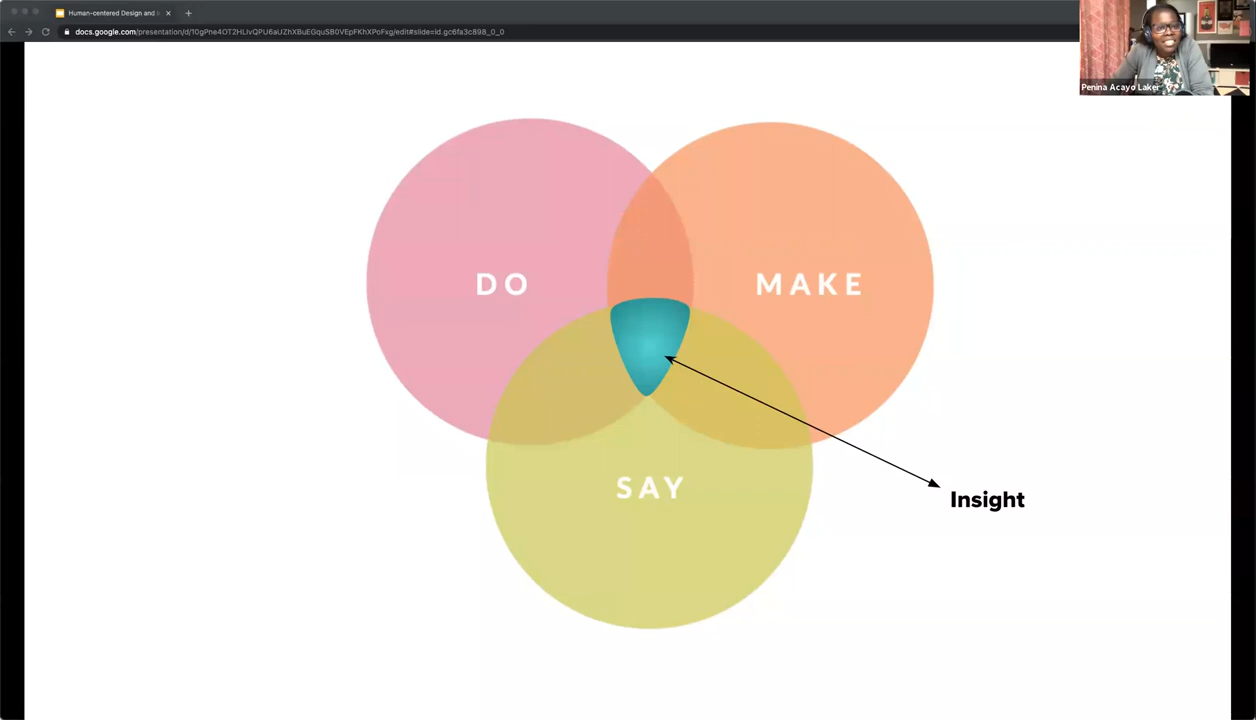 Human-centered Design and I
docs.google.com/presentation/d/10gPne4OT2HLivQPU6aUZhXBuEGquSB0VEpFKhXPoFxg/edit#slide=id.gc6fa3c898_0_0
Penina Acayo Laker
DO
MAKE
SAY
Insight